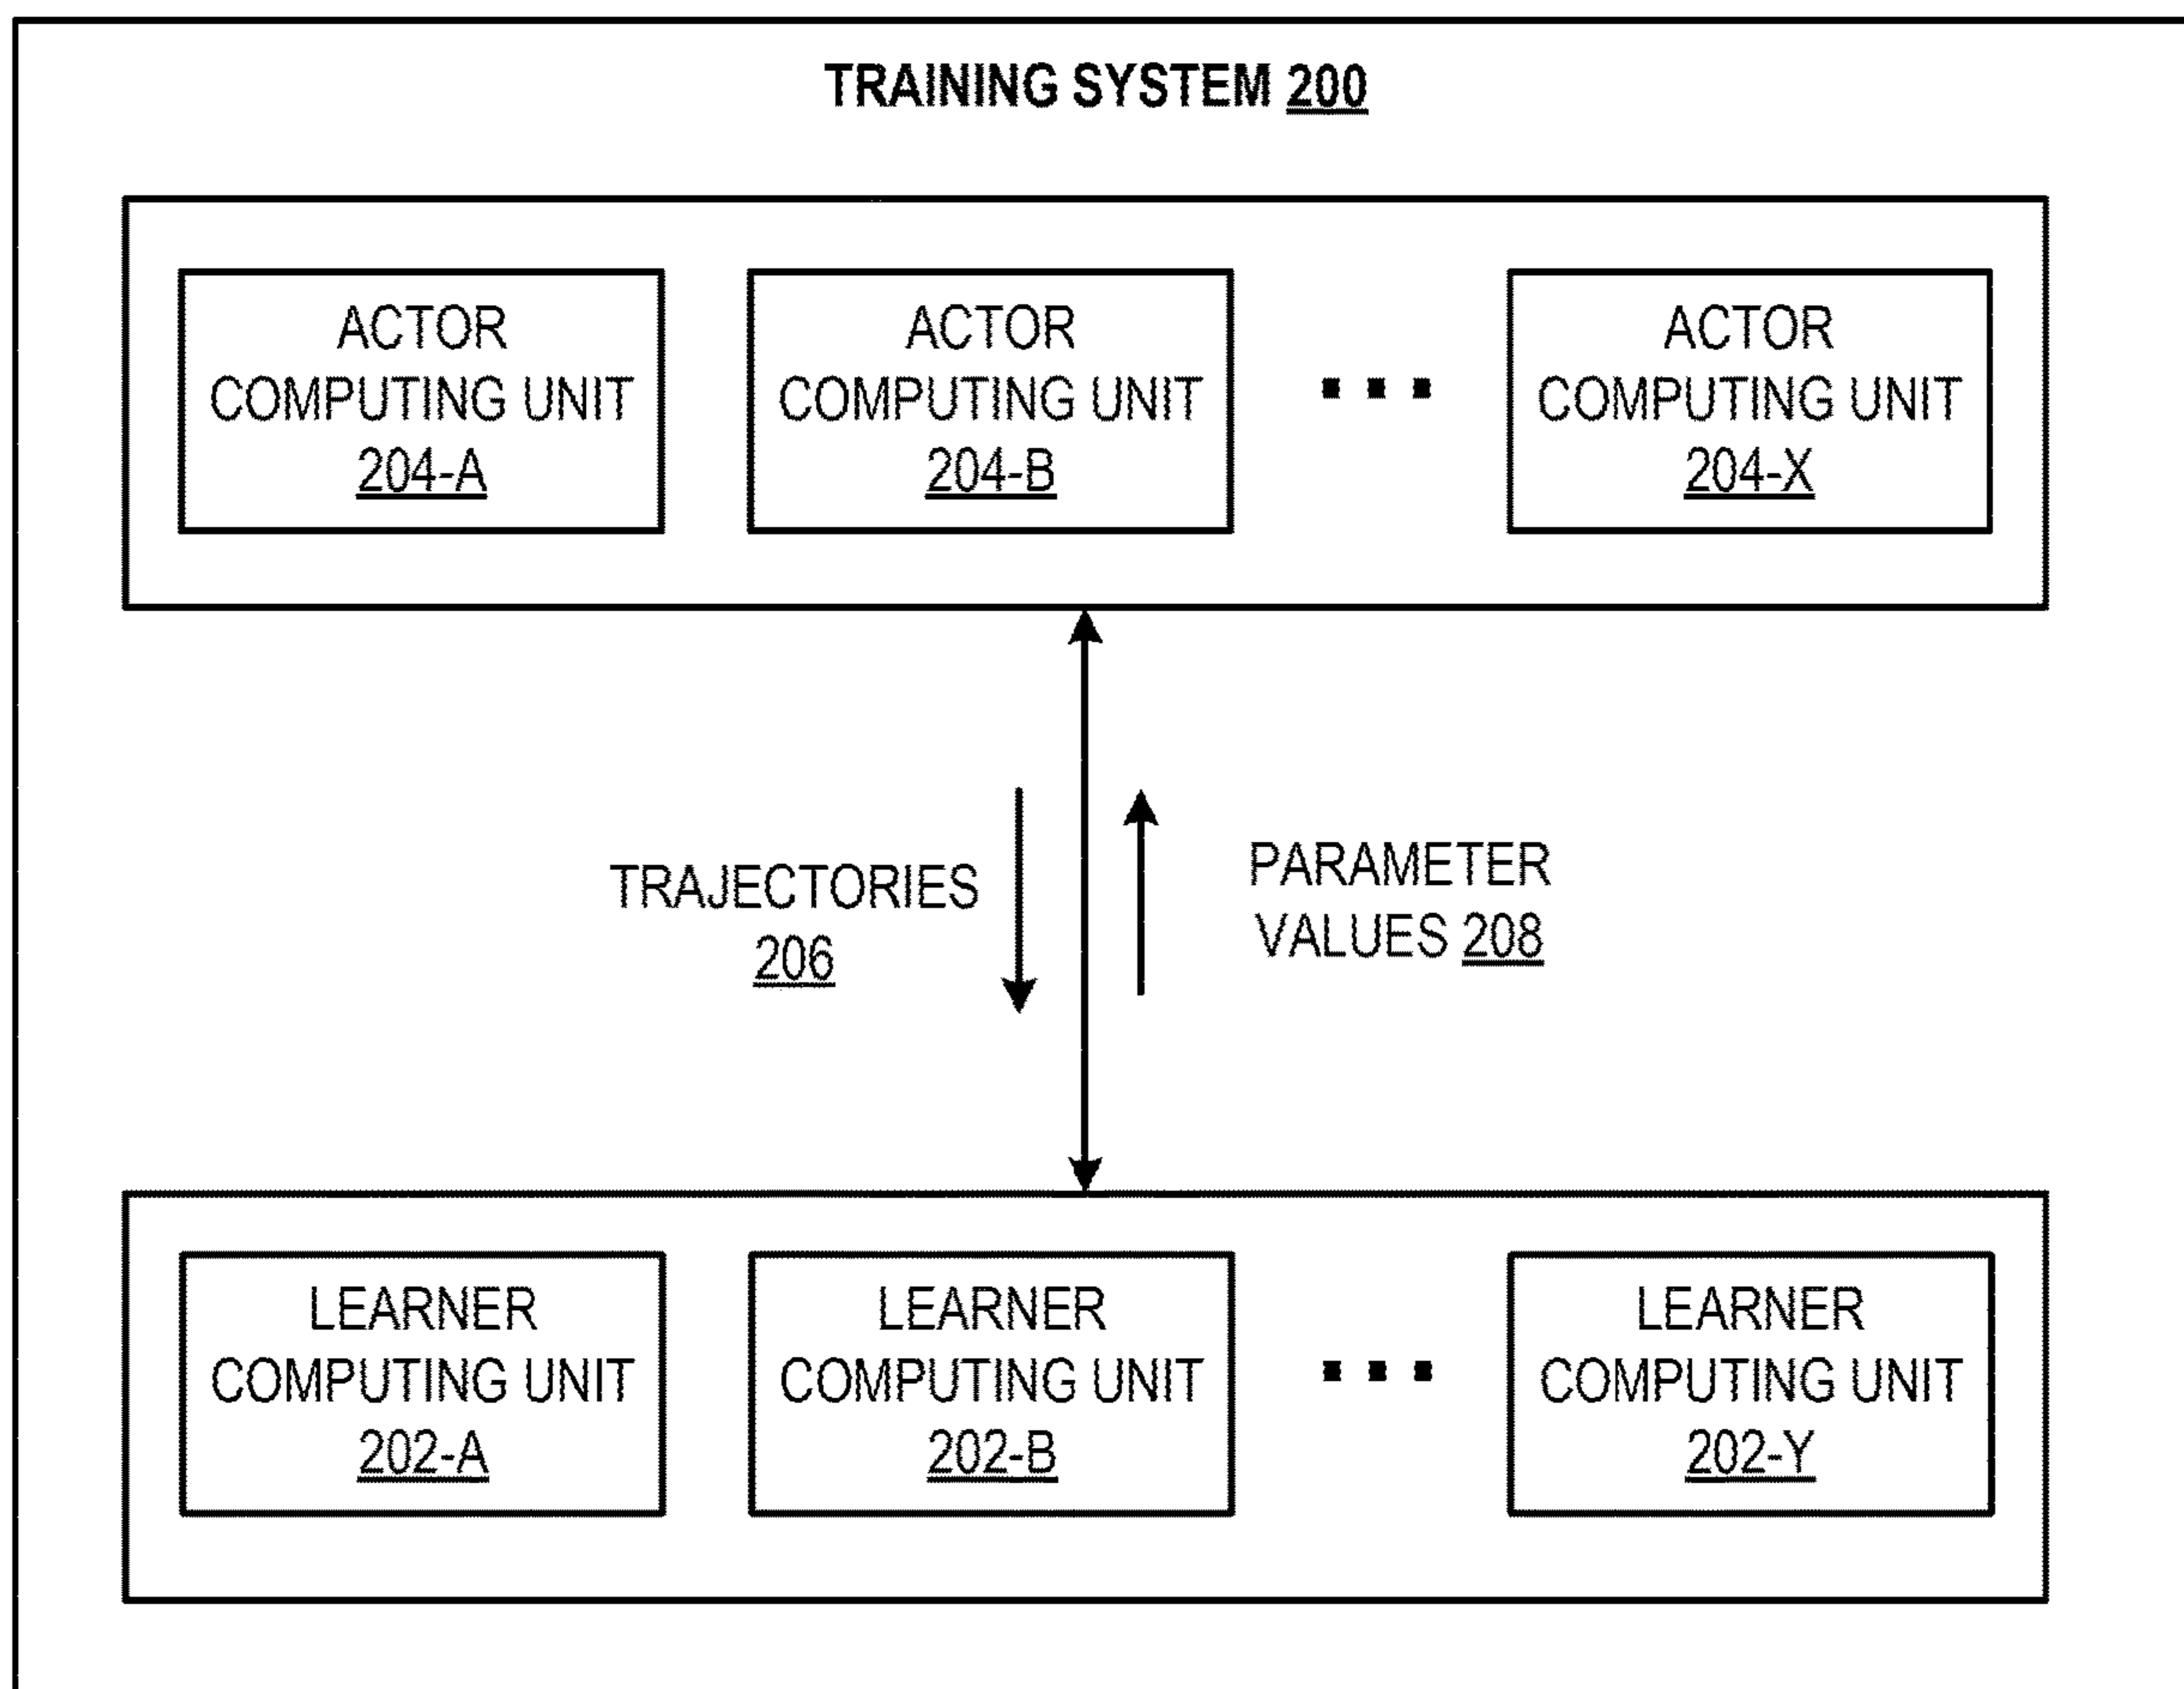 TRAINING SYSTEM 200
ACTOR
COMPUTING UNIT
204-A
ACTOR
COMPUTING UNIT
204-B
ACTOR
COMPUTING UNIT
204-X
TRAJECTORIES
206
PARAMETER
VALUES 208
LEARNER
COMPUTING UNIT
202-A
LEARNER
COMPUTING UNIT
202-B
LEARNER
COMPUTING UNIT
202-Y